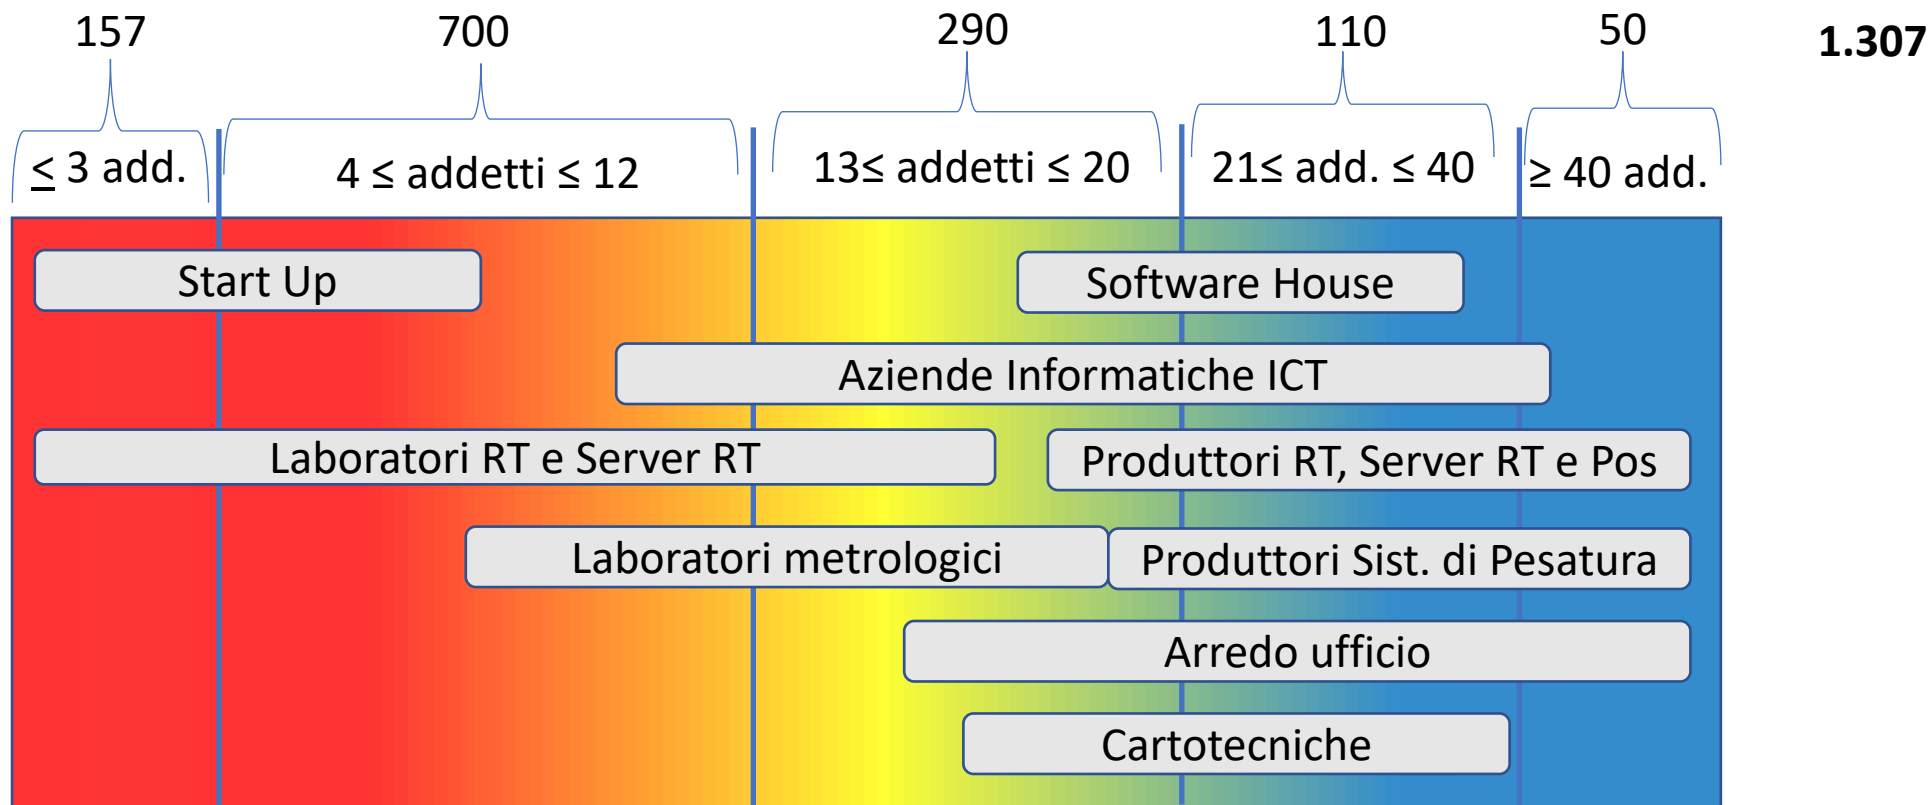 157 700 290 110 50 1.307
≤ 3 add. 4 ≤ addetti ≤ 12 13≤ addetti ≤ 20 21≤ add. ≤ 40 ≥ 40 add.
Start Up Software House
Aziende Informatiche ICT
Laboratori RT e Server RT Produttori RT, Server RT e Pos
Laboratori metrologici Produttori Sist. di Pesatura
Arredo ufficio
Cartotecniche